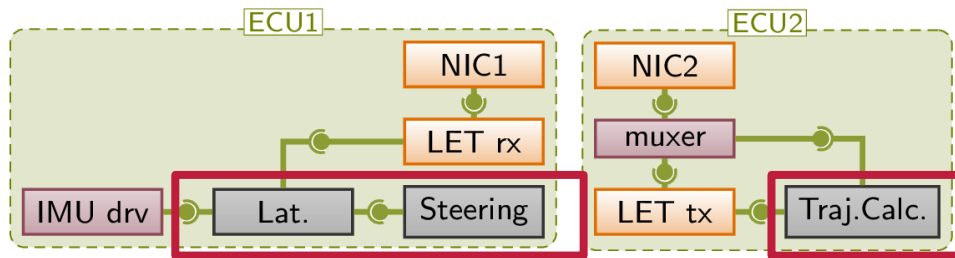 ECU1
NIC1
LET rx
IMU drv
Lat.
Steering
ECU2
NIC2
muxer
LET tx
Traj.Calc.